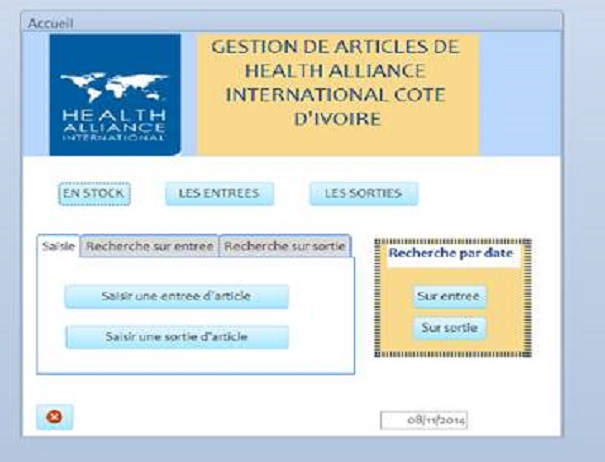 Accueil
HEALTH
ALLIANCE
INTERNATIONAL
GESTION DE ARTICLES DE
HEALTH ALLIANCE
INTERNATIONAL COTE
D'IVOIRE
EN STOCK
LES ENTREES
LES SORTIES
Saisie
Recherche sur entree
Recherche sur sortie
Saisir une entree d'article
Saisir une sortie d'article
Recherche par date
Sur entree
Sur sortie
08/11/2014